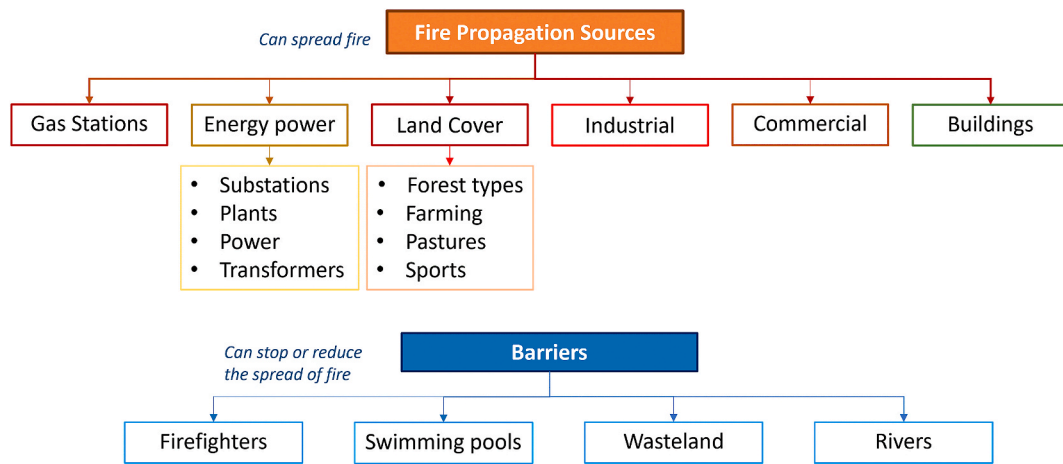 Can spread fire
Fire Propagation Sources
Gas Stations
Energy power
Land Cover
Industrial
Commercial
Buildings
• Substations
• Plants
• Power
• Transformers
• Forest types
• Farming
• Pastures
• Sports
Can stop or reduce
the spread of fire
Barriers
Firefighters
Swimming pools
Wasteland
Rivers